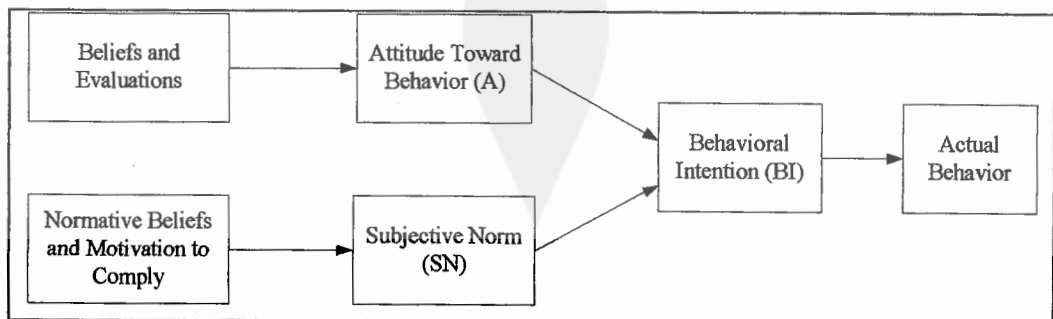 Beliefs and
Evaluations
Attitude Toward
Behavior (A)
Behavioral
Intention (BI)
Actual
Behavior
Normative Beliefs
and Motivation to
Comply
Subjective Norm
(SN)